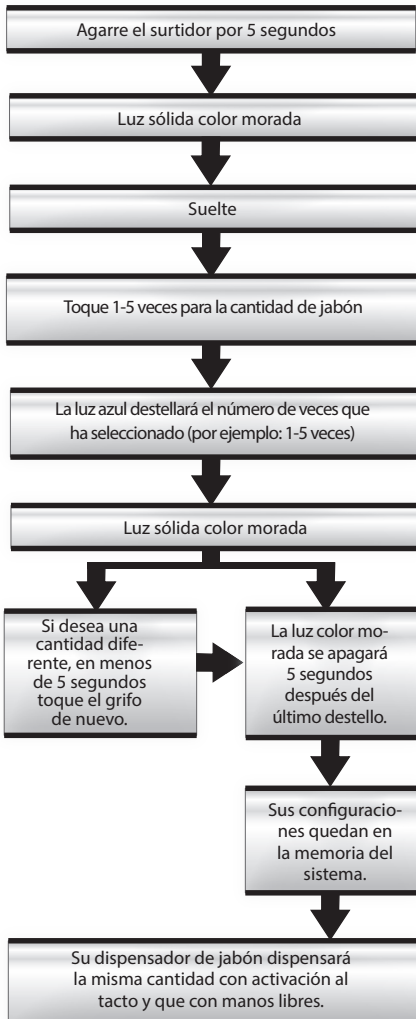 Agarre el surtidor por 5 segundos
Luz sólida color morada
Suelte
Toque 1-5 veces para la cantidad de jabón
La luz azul destellará el número de veces que
ha seleccionado (por ejemplo: 1-5 veces)
Luz sólida color morada
Si desea una
cantidad dife-
rente, en menos
de 5 segundos
toque el grifo
de nuevo.
La luz color mo-
rada se apagará
5 segundos
después del
último destello.
Sus configuracio-
nes quedan en
la memoria del
sistema.
Su dispensador de jabón dispensará
la misma cantidad con activación al
tacto y que con manos libres.